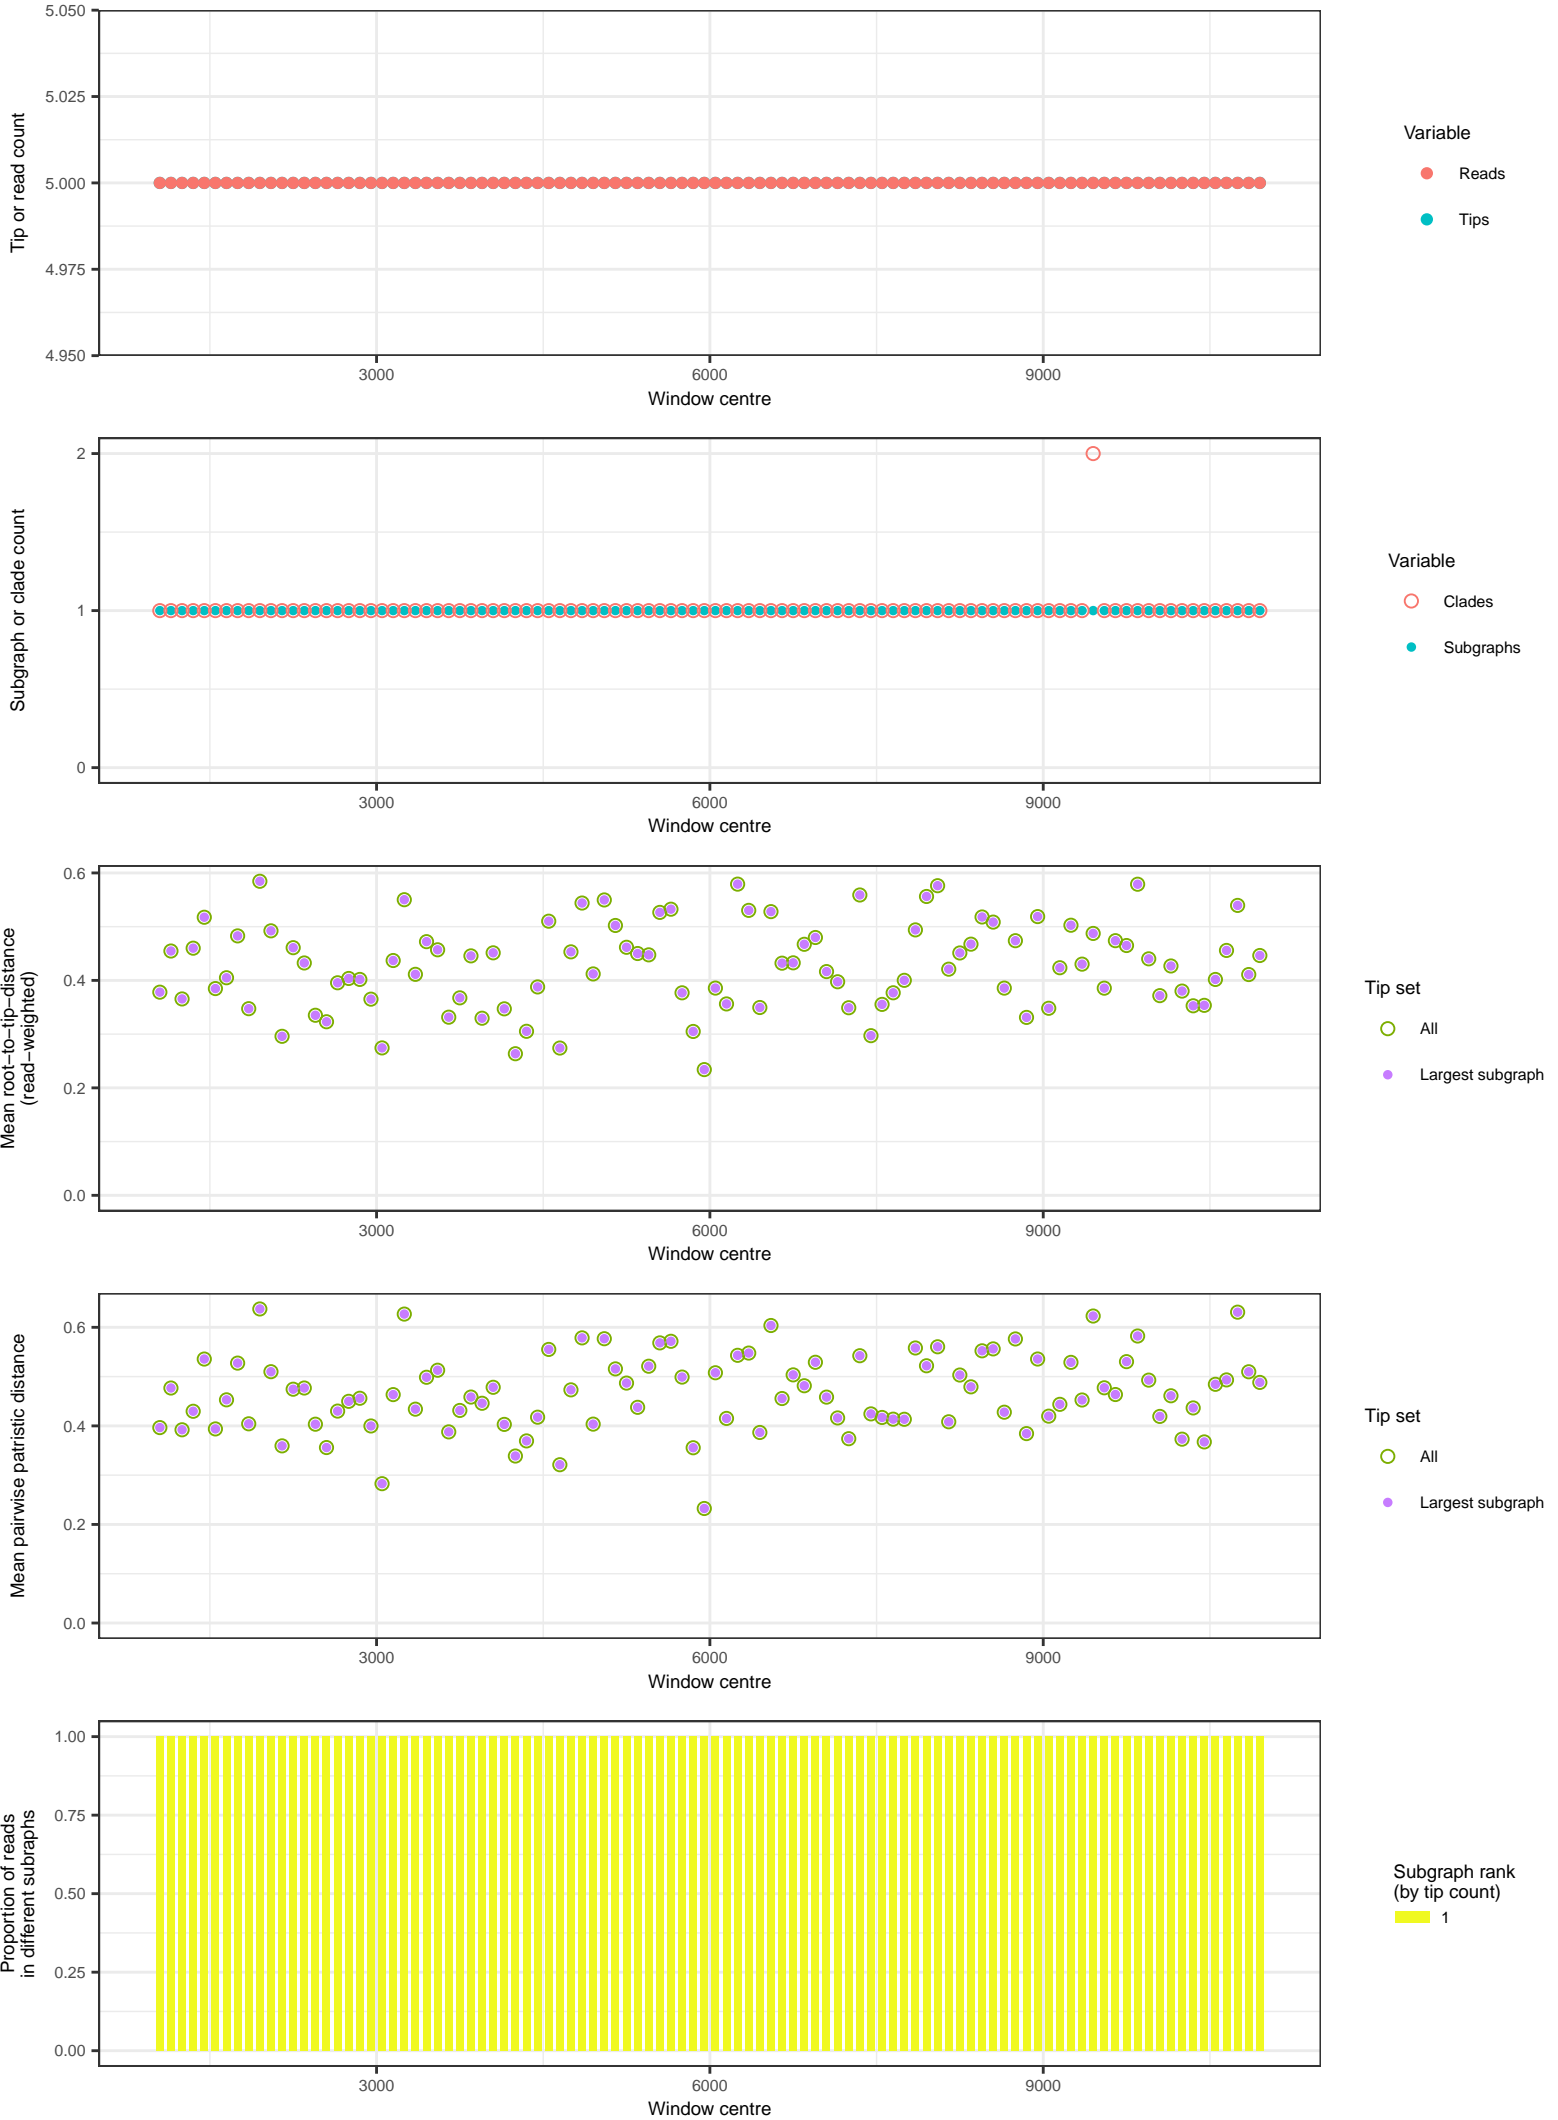 5.050
5.025
5.000
4.975
4.950
Tip or read count
3000
6000
9000
Window centre
Variable
Reads
Tips
2
1
0
Subgraph or clade count
3000
6000
9000
Window centre
Variable
Clades
Subgraphs
0.6
0.4
0.2
0.0
Mean root−to−tip−distance
(read−weighted)
3000
6000
9000
Window centre
Tip set
All
Largest subgraph
0.6
0.4
0.2
0.0
Mean pairwise patristic distance
3000
6000
9000
Window centre
Tip set
All
Largest subgraph
1.00
0.75
0.50
0.25
0.00
Proportion of reads
in different subraphs
3000
6000
9000
Window centre
Subgraph rank
(by tip count)
1